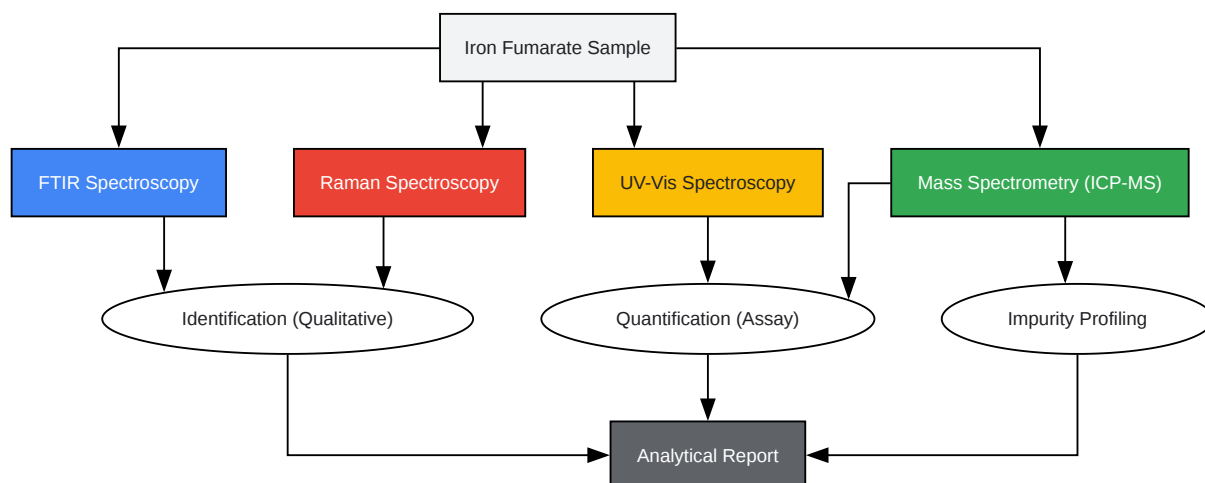 Iron Fumarate Sample
FTIR Spectroscopy
Raman Spectroscopy
UV-Vis Spectroscopy
Mass Spectrometry (ICP-MS)
Identification (Qualitative)
Quantification (Assay)
Impurity Profiling
Analytical Report